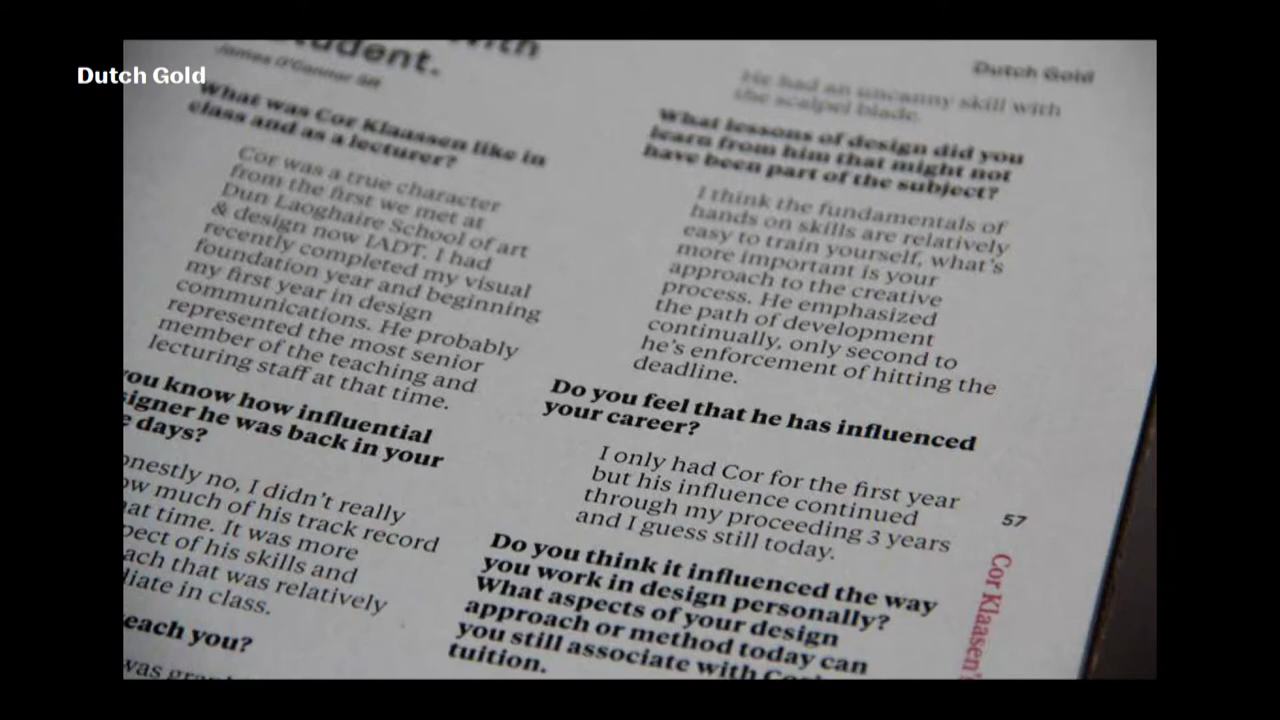 Dutch Gold
with
student.
James O'Connor
What was Cor Klaassen like in
class and as a lecturer?
Cor was a true character
from the first we met at
Dun Laoghaire School of art
& design now IADT. I had
recently completed my visual
foundation year and beginning
my first year in design
communications. He probably
represented the most senior
member of the teaching and
lecturing staff at that time.
you know how influential
signer he was back in your
e days?
onestly no, I didn't really
ow much of his track record
hat time. It was more
pect of his skills and
ach that was relatively
diate in class.
each you?
was
Dutch Gold
He had an uncanny skill with
the scalpel blade.
What lessons of design did you
learn from him that might not
have been part of the subject?
I think the fundamentals of
hands on skills are relatively
easy to train yourself, what's
more important is your
approach to the creative
process. He emphasized
the path of development
continually, only second to
he's enforcement of hitting the
deadline.
Do you feel that he has influenced
your career?
I only had Cor for the first year
but his influence continued
through my proceeding 3 years
and I guess still today.
Do you think it influenced the way
you work in design personally?
What aspects of your design
approach or method today can
you still associate with
tuition.
57
Cor Klaasen'